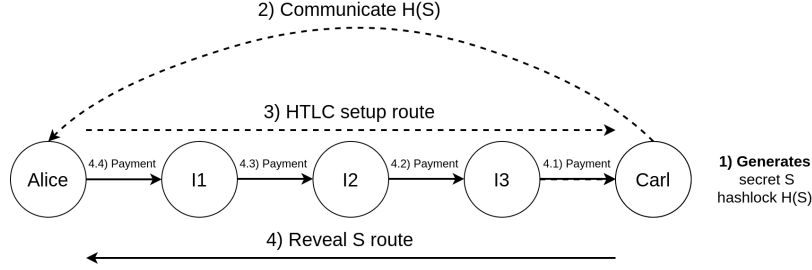 2) Communicate H(S)
3) HTLC setup route
4.4) Payment
4.3) Payment
4.2) Payment
4.1) Payment
Alice
I1
I2
I3
Carl
1) Generates
secret S
hashlock H(S)
4) Reveal S route